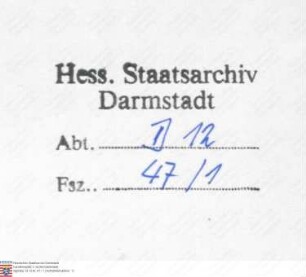 Hess. Staatsarchiv
Darmstadt
Abt. D 12
Fsz.. 47/1